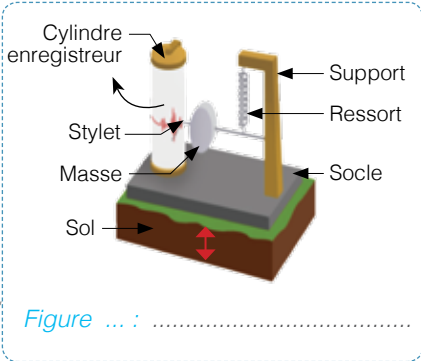 Cylindre
enregistreur
Support
Ressort
Stylet
Masse
Socle
Sol
Figure ... : ......................................